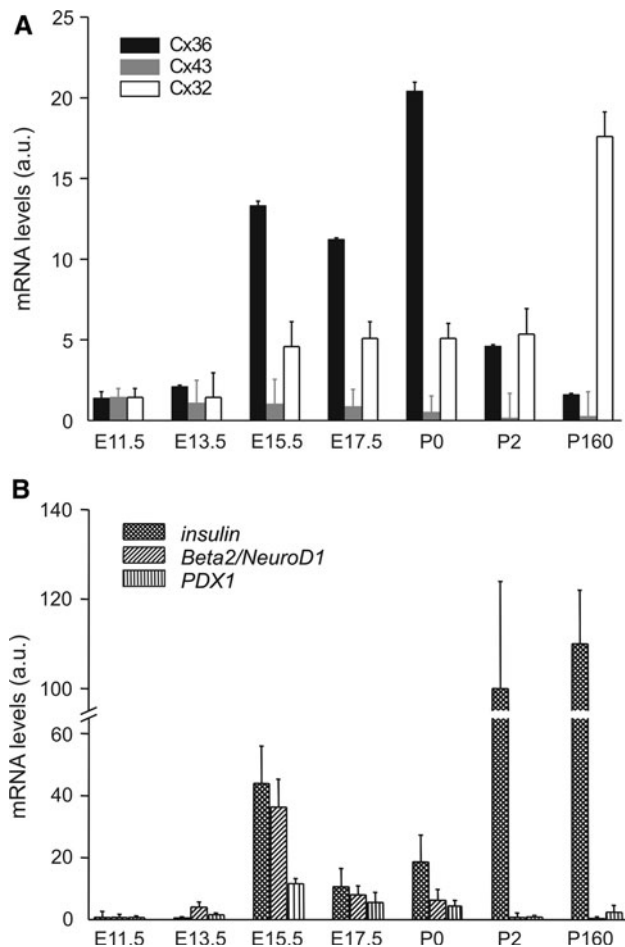 A
25
20
15
10
5
0
mRNA levels (a.u.)
Cx36
Cx43
Cx32
E11.5 E13.5 E15.5 E17.5 P0 P2 P160
B
140
120
100
60
40
20
0
mRNA levels (a.u.)
insulin
Beta2/NeuroD1
PDX1
E11.5 E13.5 E15.5 E17.5 P0 P2 P160